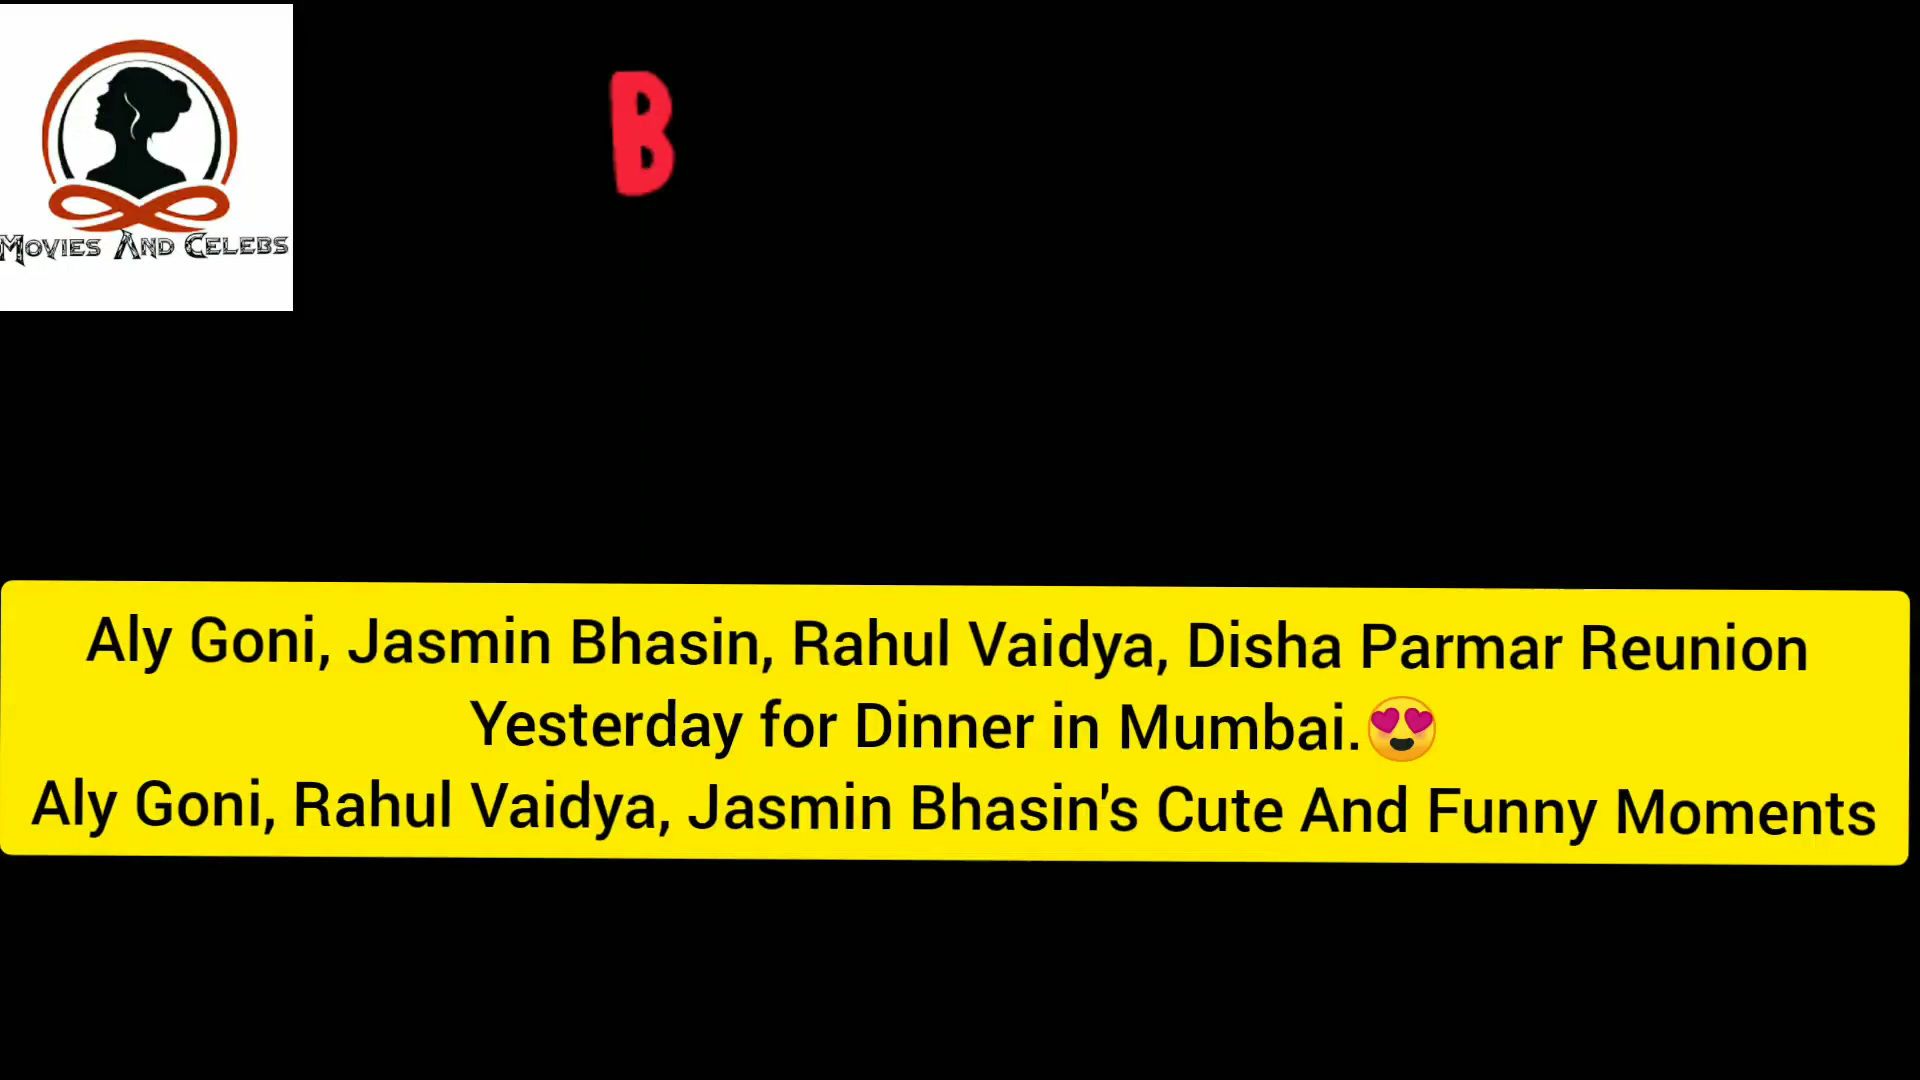 Movies And Celebs
B
Aly Goni, Jasmin Bhasin, Rahul Vaidya, Disha Parmar Reunion
Yesterday for Dinner in Mumbai.😍
Aly Goni, Rahul Vaidya, Jasmin Bhasin's Cute And Funny Moments